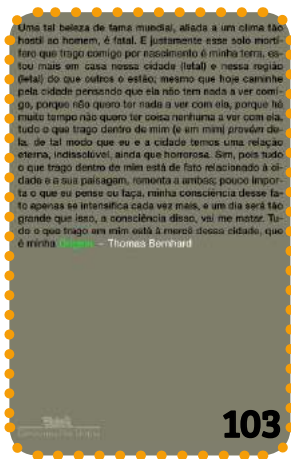 Uma tal beleza de fama mundial, aliada a um clima tão
hostil ao homem, é fatal. E justamente esse solo mortí-
fero que trago comigo por nascimento é minha terra, es-
tou mais em casa nessa cidade (letal) e nessa região
(letal) do que outros o estão; mesmo que hoje caminhe
pela cidade pensando que ela não tem nada a ver comi-
go, porque não quero ter nada a ver com ela, porque há
muito tempo não quero ter coisa nenhuma a ver com ela,
tudo o que trago dentro de mim (e em mim) provém de-
la, de tal modo que eu e a cidade temos uma relação
eterna, indissolúvel, ainda que horrorosa. Sim, pois tudo
o que trago dentro de mim está de fato relacionado à ci-
dade e a sua paisagem, remonta a ambas; pouco impor-
ta o que eu pense ou faça, minha consciência desse fa-
to apenas se intensifica cada vez mais, e um dia será tão
grande que isso, a consciência disso, vai me matar. Tu-
do o que trago em mim está à mercê dessa cidade, que
é minha Origem. – Thomas Bernhard
103